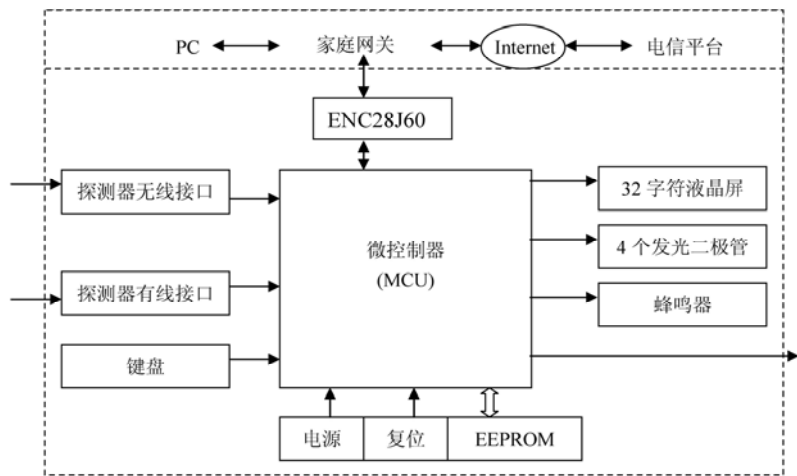 PC 家庭网关 Internet 电信平台
ENC28J60
探测器无线接口
32 字符液晶屏
微控制器
(MCU)
4 个发光二极管
探测器有线接口
蜂鸣器
键盘
电源 复位 EEPROM